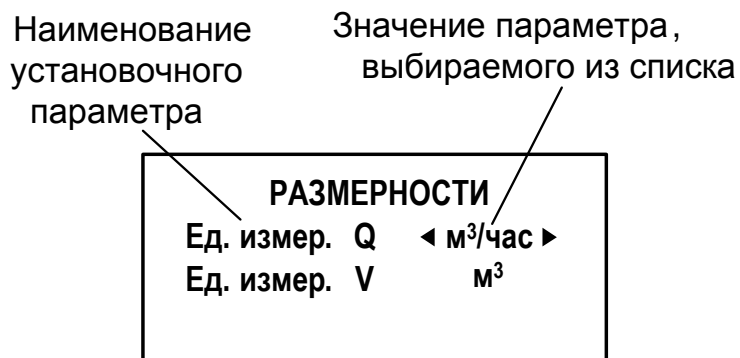 Наименование
установочного
параметра
Значение параметра,
выбираемого из списка
РАЗМЕРНОСТИ
Ед. измер. Q ◄ м³/час ►
Ед. измер. V м³